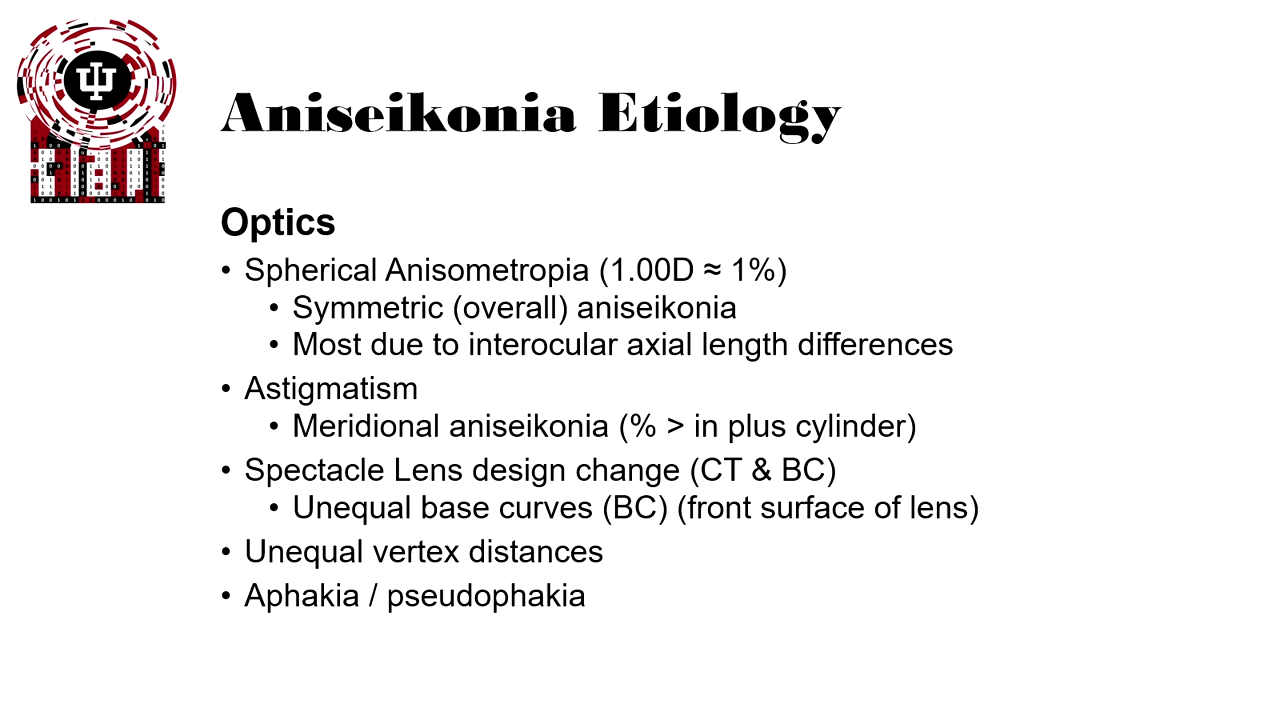 Aniseikonia Etiology
Optics
• Spherical Anisometropia (1.00D ≈ 1%)
• Symmetric (overall) aniseikonia
• Most due to interocular axial length differences
• Astigmatism
• Meridional aniseikonia (% > in plus cylinder)
• Spectacle Lens design change (CT & BC)
• Unequal base curves (BC) (front surface of lens)
• Unequal vertex distances
• Aphakia / pseudophakia